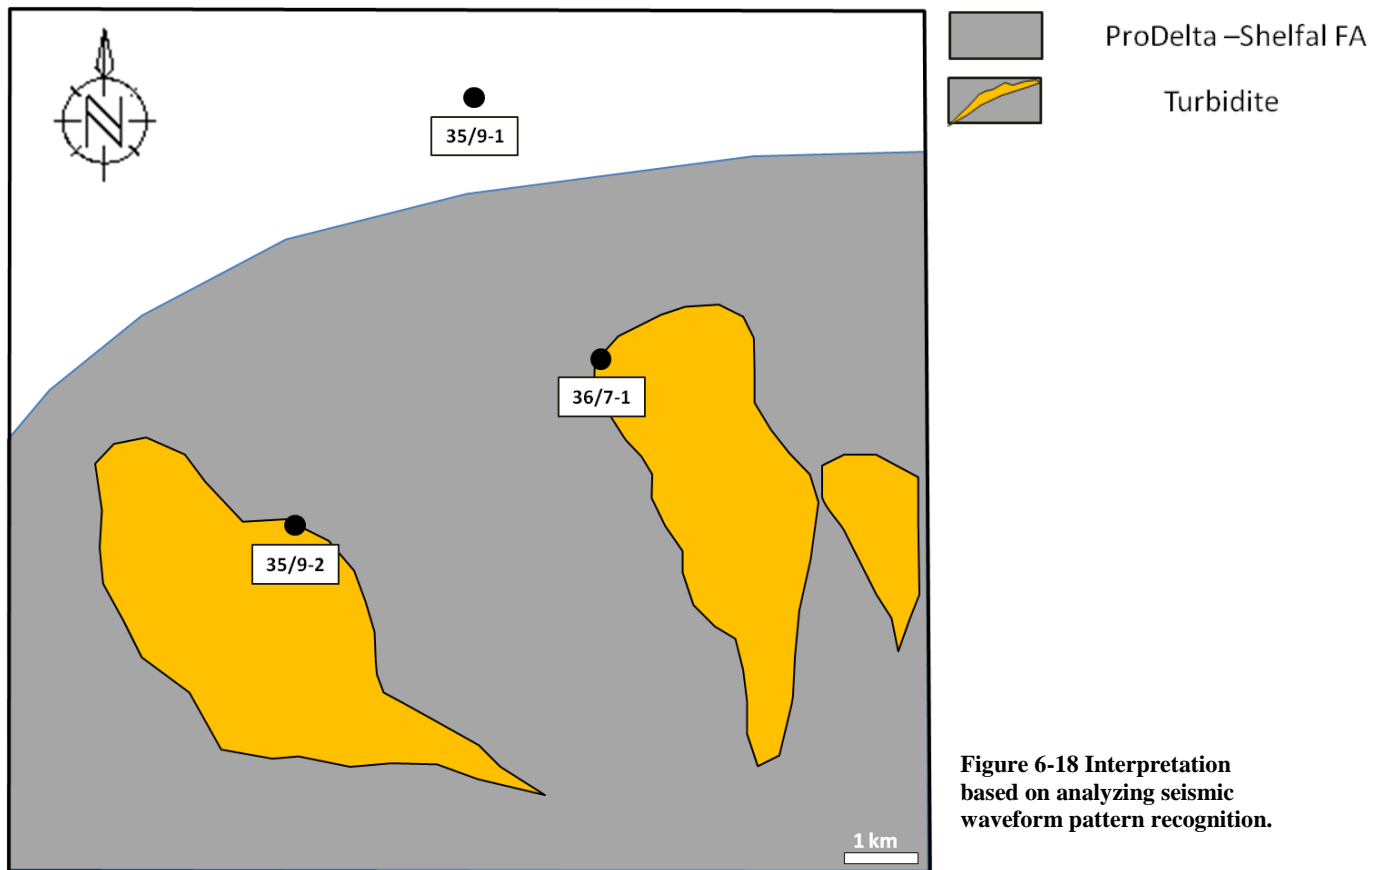 N
35/9-1
36/7-1
35/9-2
1 km
ProDelta –Shelfal FA
Turbidite
Figure 6-18 Interpretation
based on analyzing seismic
waveform pattern recognition.